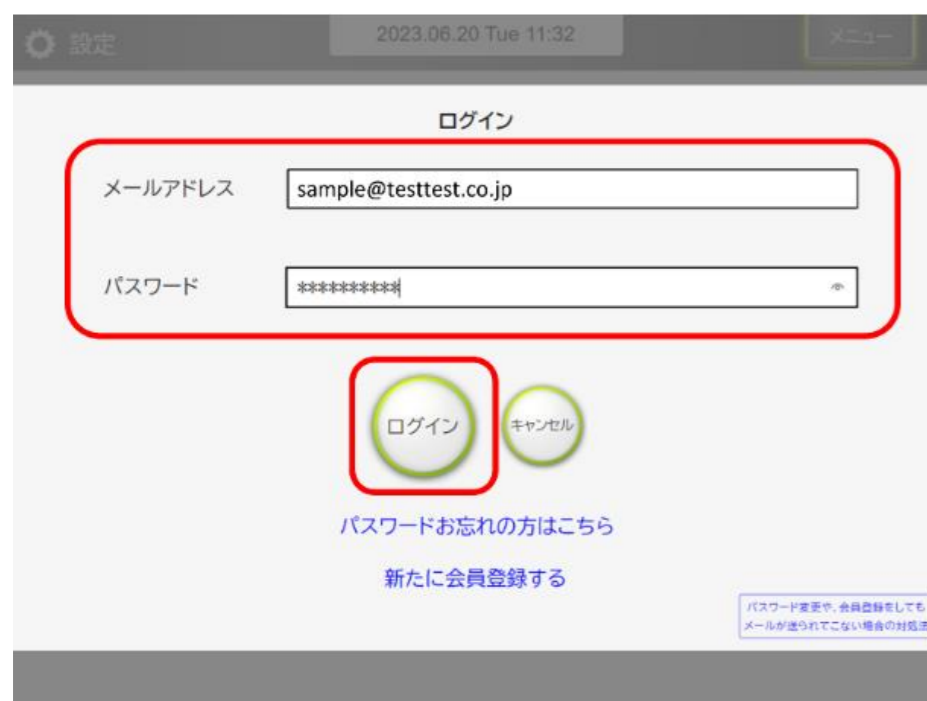 設定
2023.06.20 Tue 11:32
メニュー
ログイン
メールアドレス
sample@testtest.co.jp
パスワード
**********
ログイン
キャンセル
パスワードお忘れの方はこちら
新たに会員登録する
パスワード変更や、会員登録をしても
メールが送られてこない場合の対処法